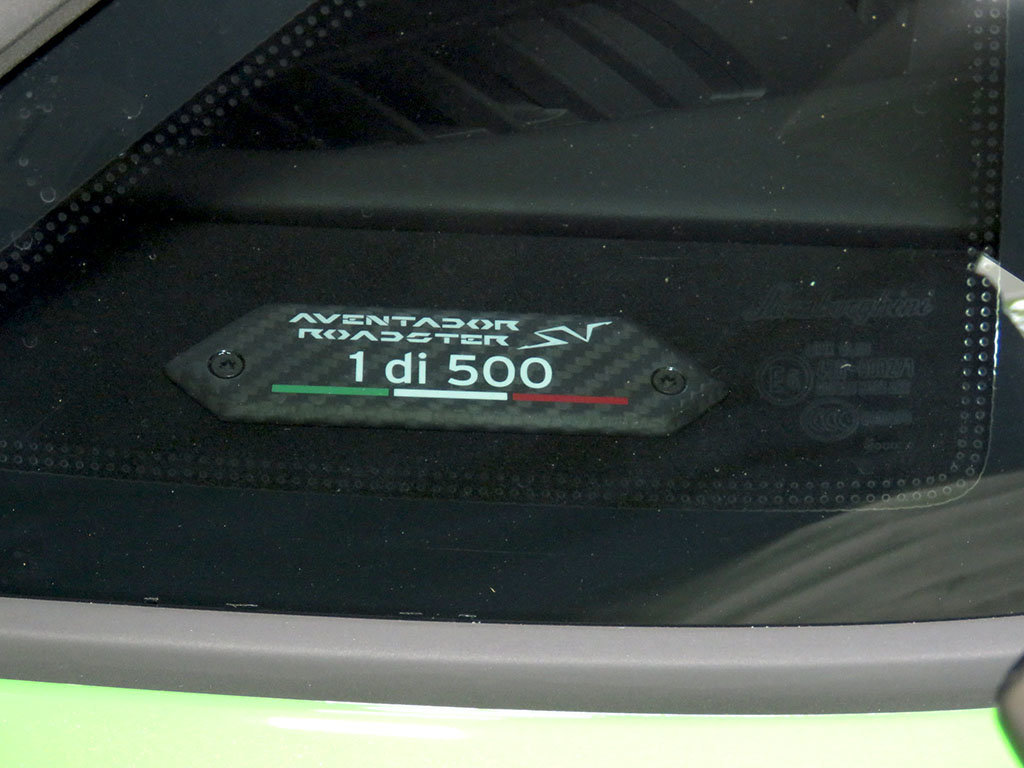 AVENTADOR
ROADSTER SV
1 di 500
Lamborghini